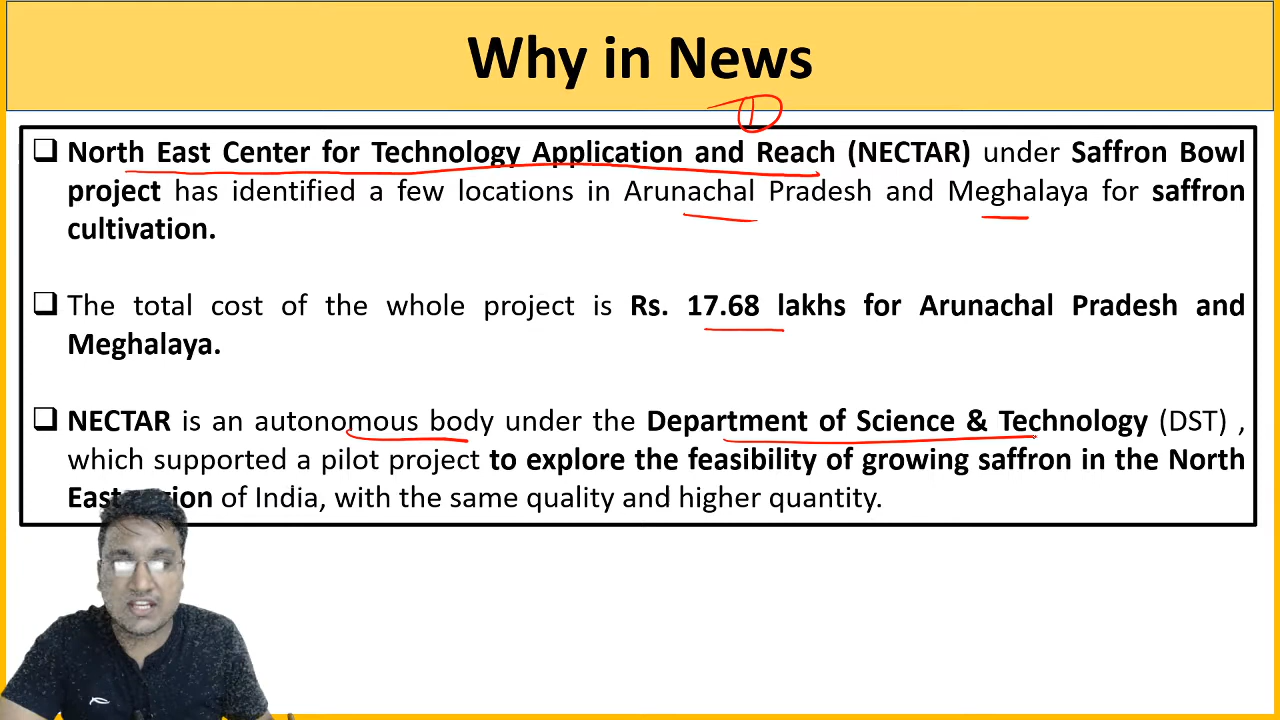 Why in News
1
North East Center for Technology Application and Reach (NECTAR) under Saffron Bowl
project has identified a few locations in Arunachal Pradesh and Meghalaya for saffron
cultivation.
The total cost of the whole project is Rs. 17.68 lakhs for Arunachal Pradesh and
Meghalaya.
NECTAR is an autonomous body under the Department of Science & Technology (DST) ,
which supported a pilot project to explore the feasibility of growing saffron in the North
of India, with the same quality and higher quantity.